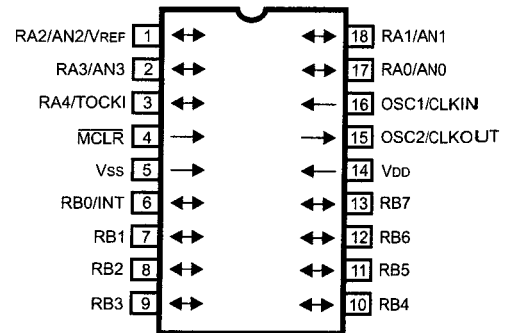 RA2/AN2/VREF 1 18 RA1/AN1
RA3/AN3 2 17 RA0/AN0
RA4/TOCKI 3 16 OSC1/CLKIN
MCLR 4 15 OSC2/CLKOUT
Vss 5 14 VDD
RB0/INT 6 13 RB7
RB1 7 12 RB6
RB2 8 11 RB5
RB3 9 10 RB4